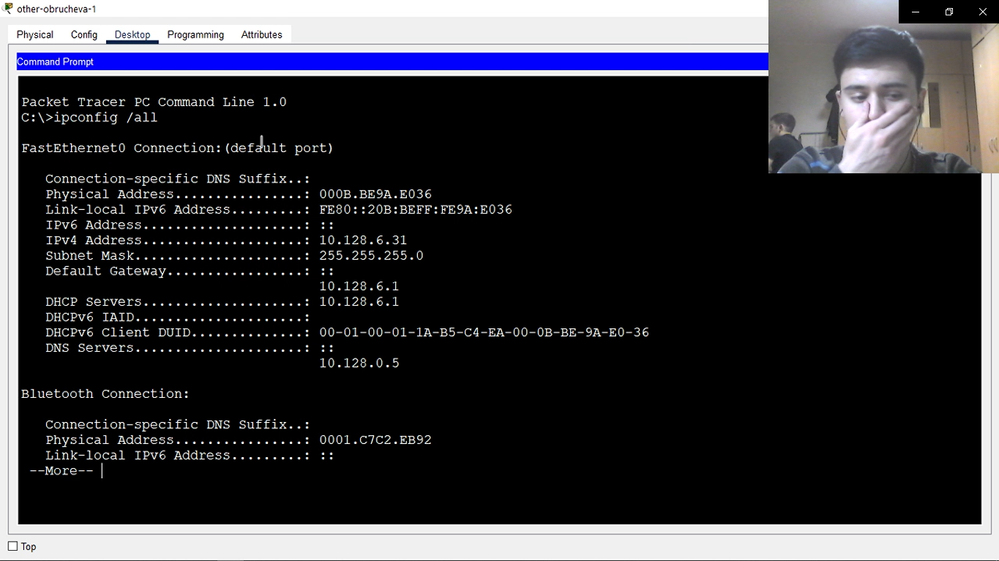 other-obrucheva-1
Physical Config Desktop Programming Attributes
Command Prompt
Packet Tracer PC Command Line 1.0
C:\>ipconfig /all
FastEthernet0 Connection:(default port)
Connection-specific DNS Suffix..:
Physical Address................: 000B.BE9A.E036
Link-local IPv6 Address.........: FE80::20B:BEFF:FE9A:E036
IPv6 Address....................: ::
IPv4 Address....................: 10.128.6.31
Subnet Mask.....................: 255.255.255.0
Default Gateway.................: ::
10.128.6.1
DHCP Servers....................: 10.128.6.1
DHCPv6 IAID.....................:
DHCPv6 Client DUID..............: 00-01-00-01-1A-B5-C4-EA-00-0B-BE-9A-E0-36
DNS Servers.....................: ::
10.128.0.5
Bluetooth Connection:
Connection-specific DNS Suffix..:
Physical Address................: 0001.C7C2.EB92
Link-local IPv6 Address.........: ::
--More--
Top